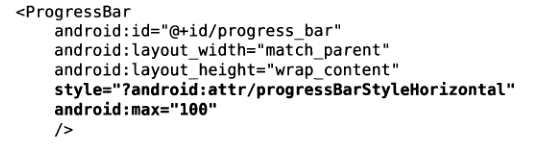 <ProgressBar
android:id="@+id/progress_bar"
android:layout_width="match_parent"
android:layout_height="wrap_content"
style="?android:attr/progressBarStyleHorizontal"
android:max="100"
/>